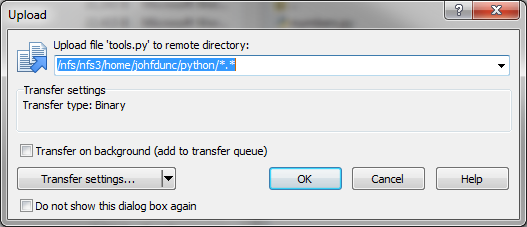 Upload
Upload file 'tools.py' to remote directory:
/nfs/nfs3/home/johfdunc/python/*.*
Transfer settings
Transfer type: Binary
Transfer on background (add to transfer queue)
Transfer settings...
OK
Cancel
Help
Do not show this dialog box again